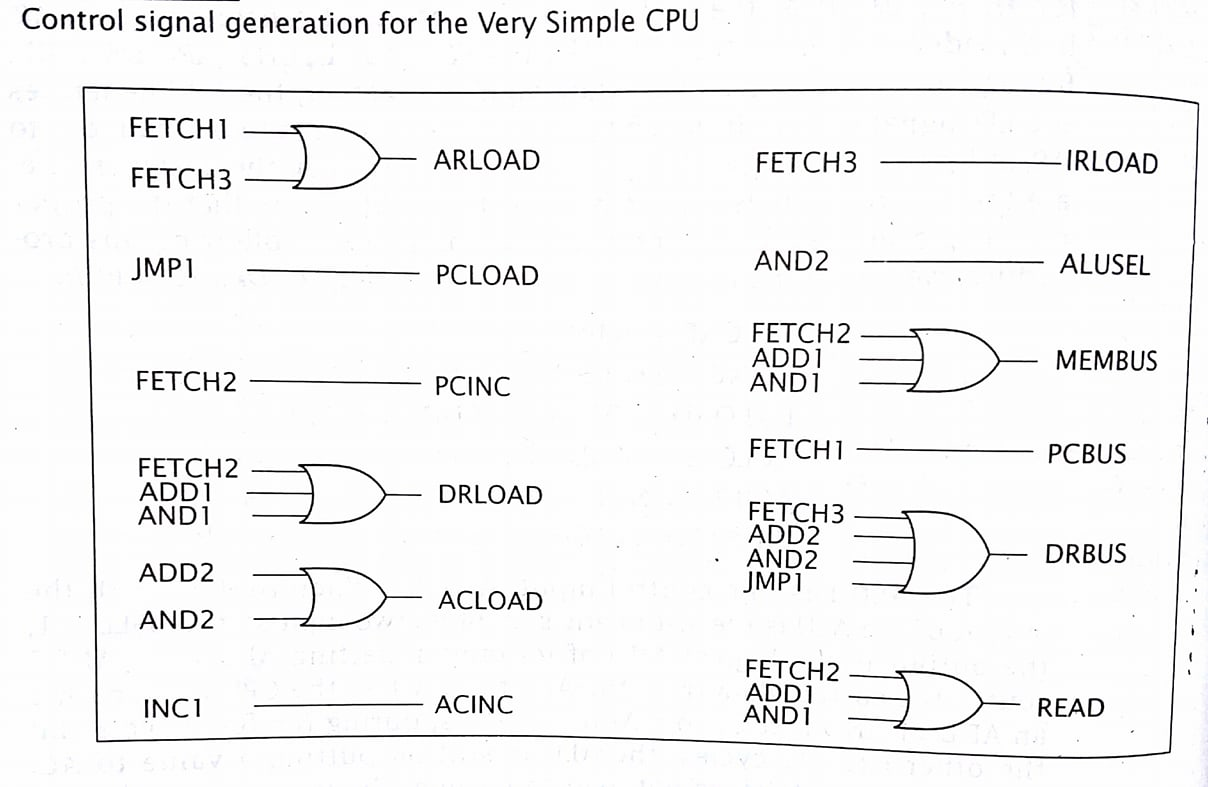 Control signal generation for the Very Simple CPU
FETCH1
FETCH3
ARLOAD
JMP1
PCLOAD
FETCH2
PCINC
FETCH2
ADD1
AND1
DRLOAD
ADD2
AND2
ACLOAD
INC1
ACINC
FETCH3
IRLOAD
AND2
ALUSEL
FETCH2
ADD1
AND1
MEMBUS
FETCH1
PCBUS
FETCH3
ADD2
AND2
JMP1
DRBUS
FETCH2
ADD1
AND1
READ